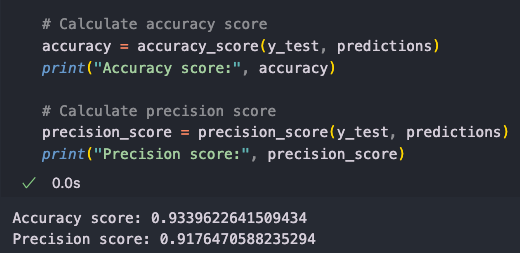 # Calculate accuracy score
accuracy = accuracy_score(y_test, predictions)
print("Accuracy score:", accuracy)
# Calculate precision score
precision_score = precision_score(y_test, predictions)
print("Precision score:", precision_score)
✓ 0.0s
Accuracy score: 0.9339622641509434
Precision score: 0.9176470588235294